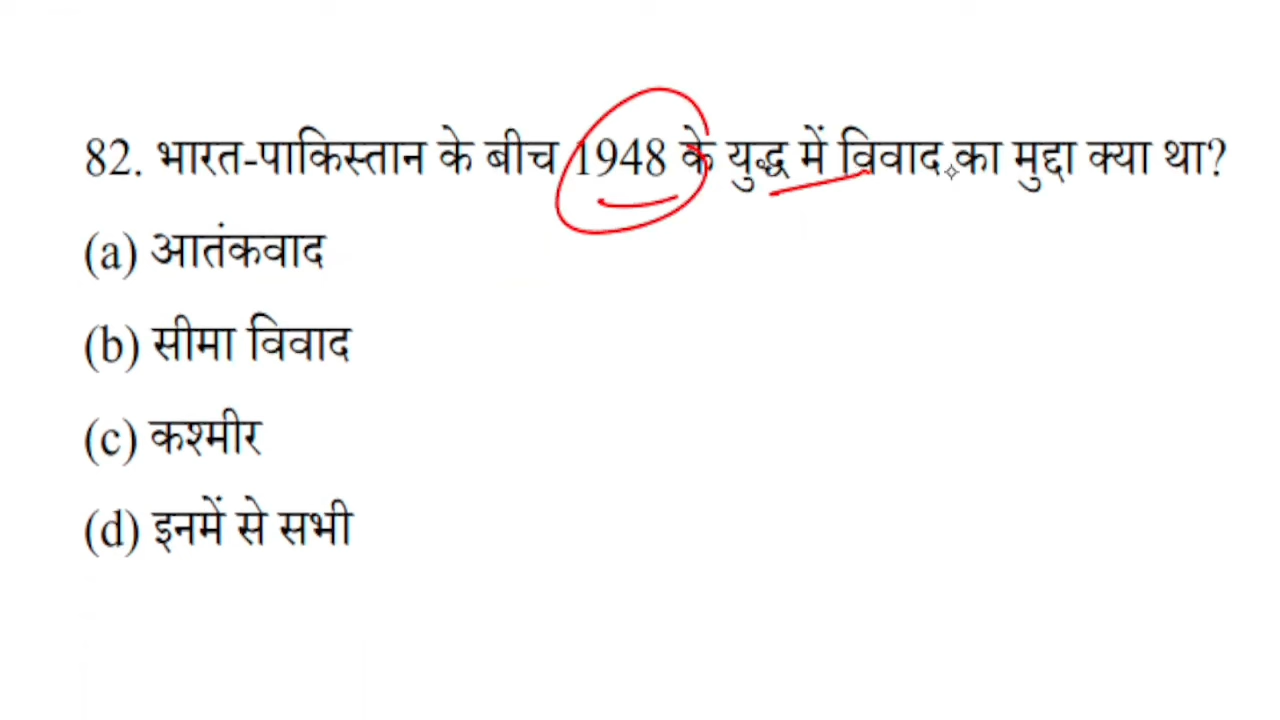 82. भारत-पाकिस्तान के बीच 1948 के युद्ध में विवाद का मुद्दा क्या था?
(a) आतंकवाद
(b) सीमा विवाद
(c) कश्मीर
(d) इनमें से सभी